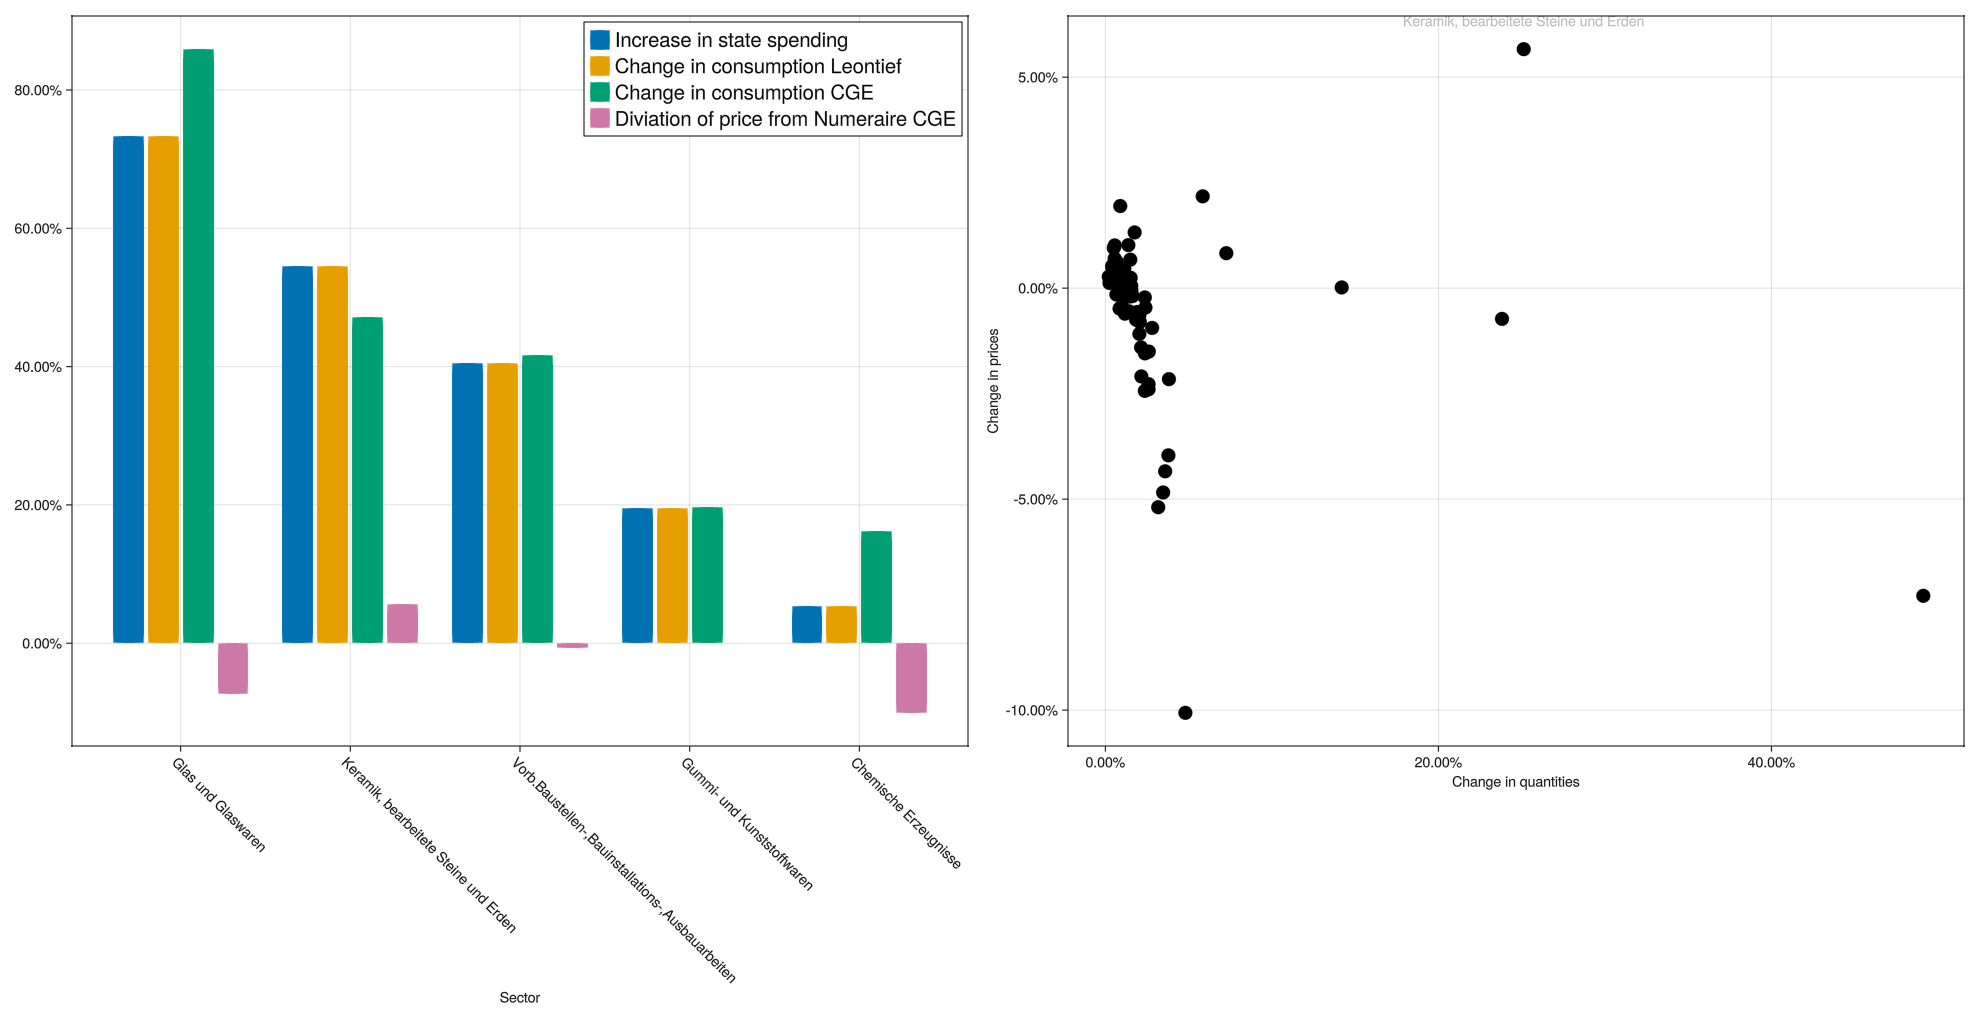 Increase in state spending
Change in consumption Leontief
Change in consumption CGE
Diviation of price from Numeraire CGE
80.00%
60.00%
40.00%
20.00%
0.00%
Glas und Glaswaren
Keramik, bearbeitete Steine und Erden
Vorb.Baustellen-,Bauinstallations-,Ausbauarbeiten
Gummi- und Kunststoffwaren
Chemische Erzeugnisse
Sector
Keramik, bearbeitete Steine und Erden
5.00%
0.00%
-5.00%
-10.00%
Change in prices
0.00%
20.00%
40.00%
Change in quantities